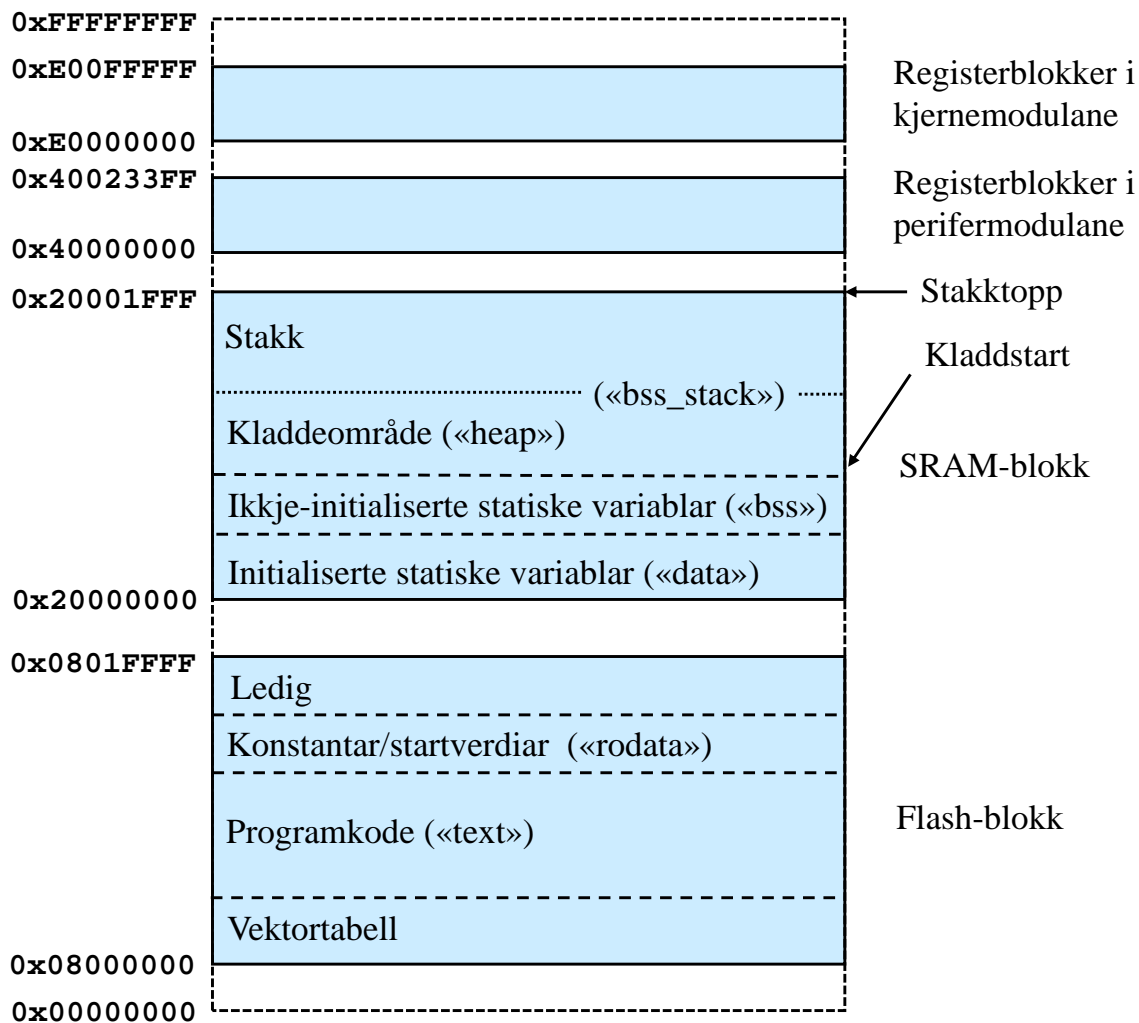 0xFFFFFFFF
0xE00FFFFF
Registerblokker i
kjernemodulane
0xE0000000
0x400233FF
Registerblokker i
perifermodulane
0x40000000
0x20001FFF
Stakktopp
Stakk
Kladdstart
(«bss_stack»)
Kladdeområde («heap»)
SRAM-blokk
Ikkje-initialiserte statiske variablar («bss»)
Initialiserte statiske variablar («data»)
0x20000000
0x0801FFFF
Ledig
Konstantar/startverdiar («rodata»)
Flash-blokk
Programkode («text»)
Vektortabell
0x08000000
0x00000000